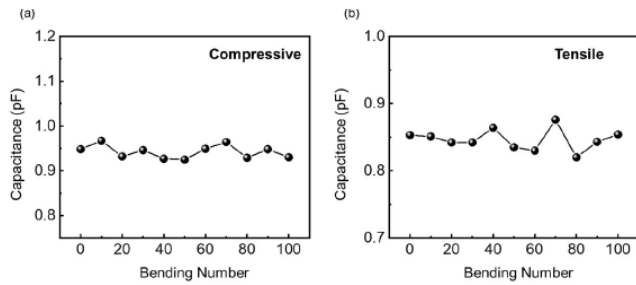 (a)
Compressive
Capacitance (pF)
1.2
1.1
1.0
0.9
0.8
0 20 40 60 80 100
Bending Number
(b)
Tensile
Capacitance (pF)
1.0
0.9
0.8
0.7
0 20 40 60 80 100
Bending Number